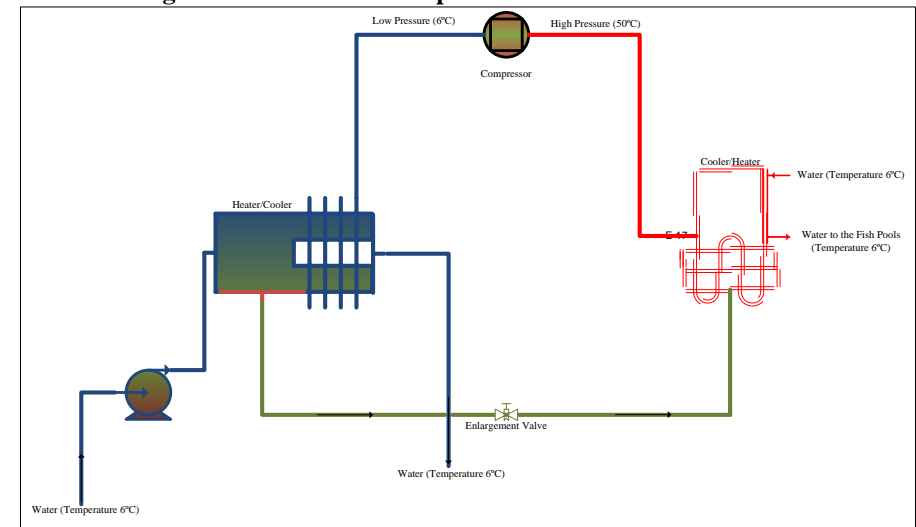 Low Pressure (6ºC)
High Pressure (50ºC)
Compressor
Cooler/Heater
Water (Temperature 6ºC)
Heater/Cooler
Water to the Fish Pools
(Temperature 6ºC)
Enlargement Valve
Water (Temperature 6ºC)
Water (Temperature 6ºC)